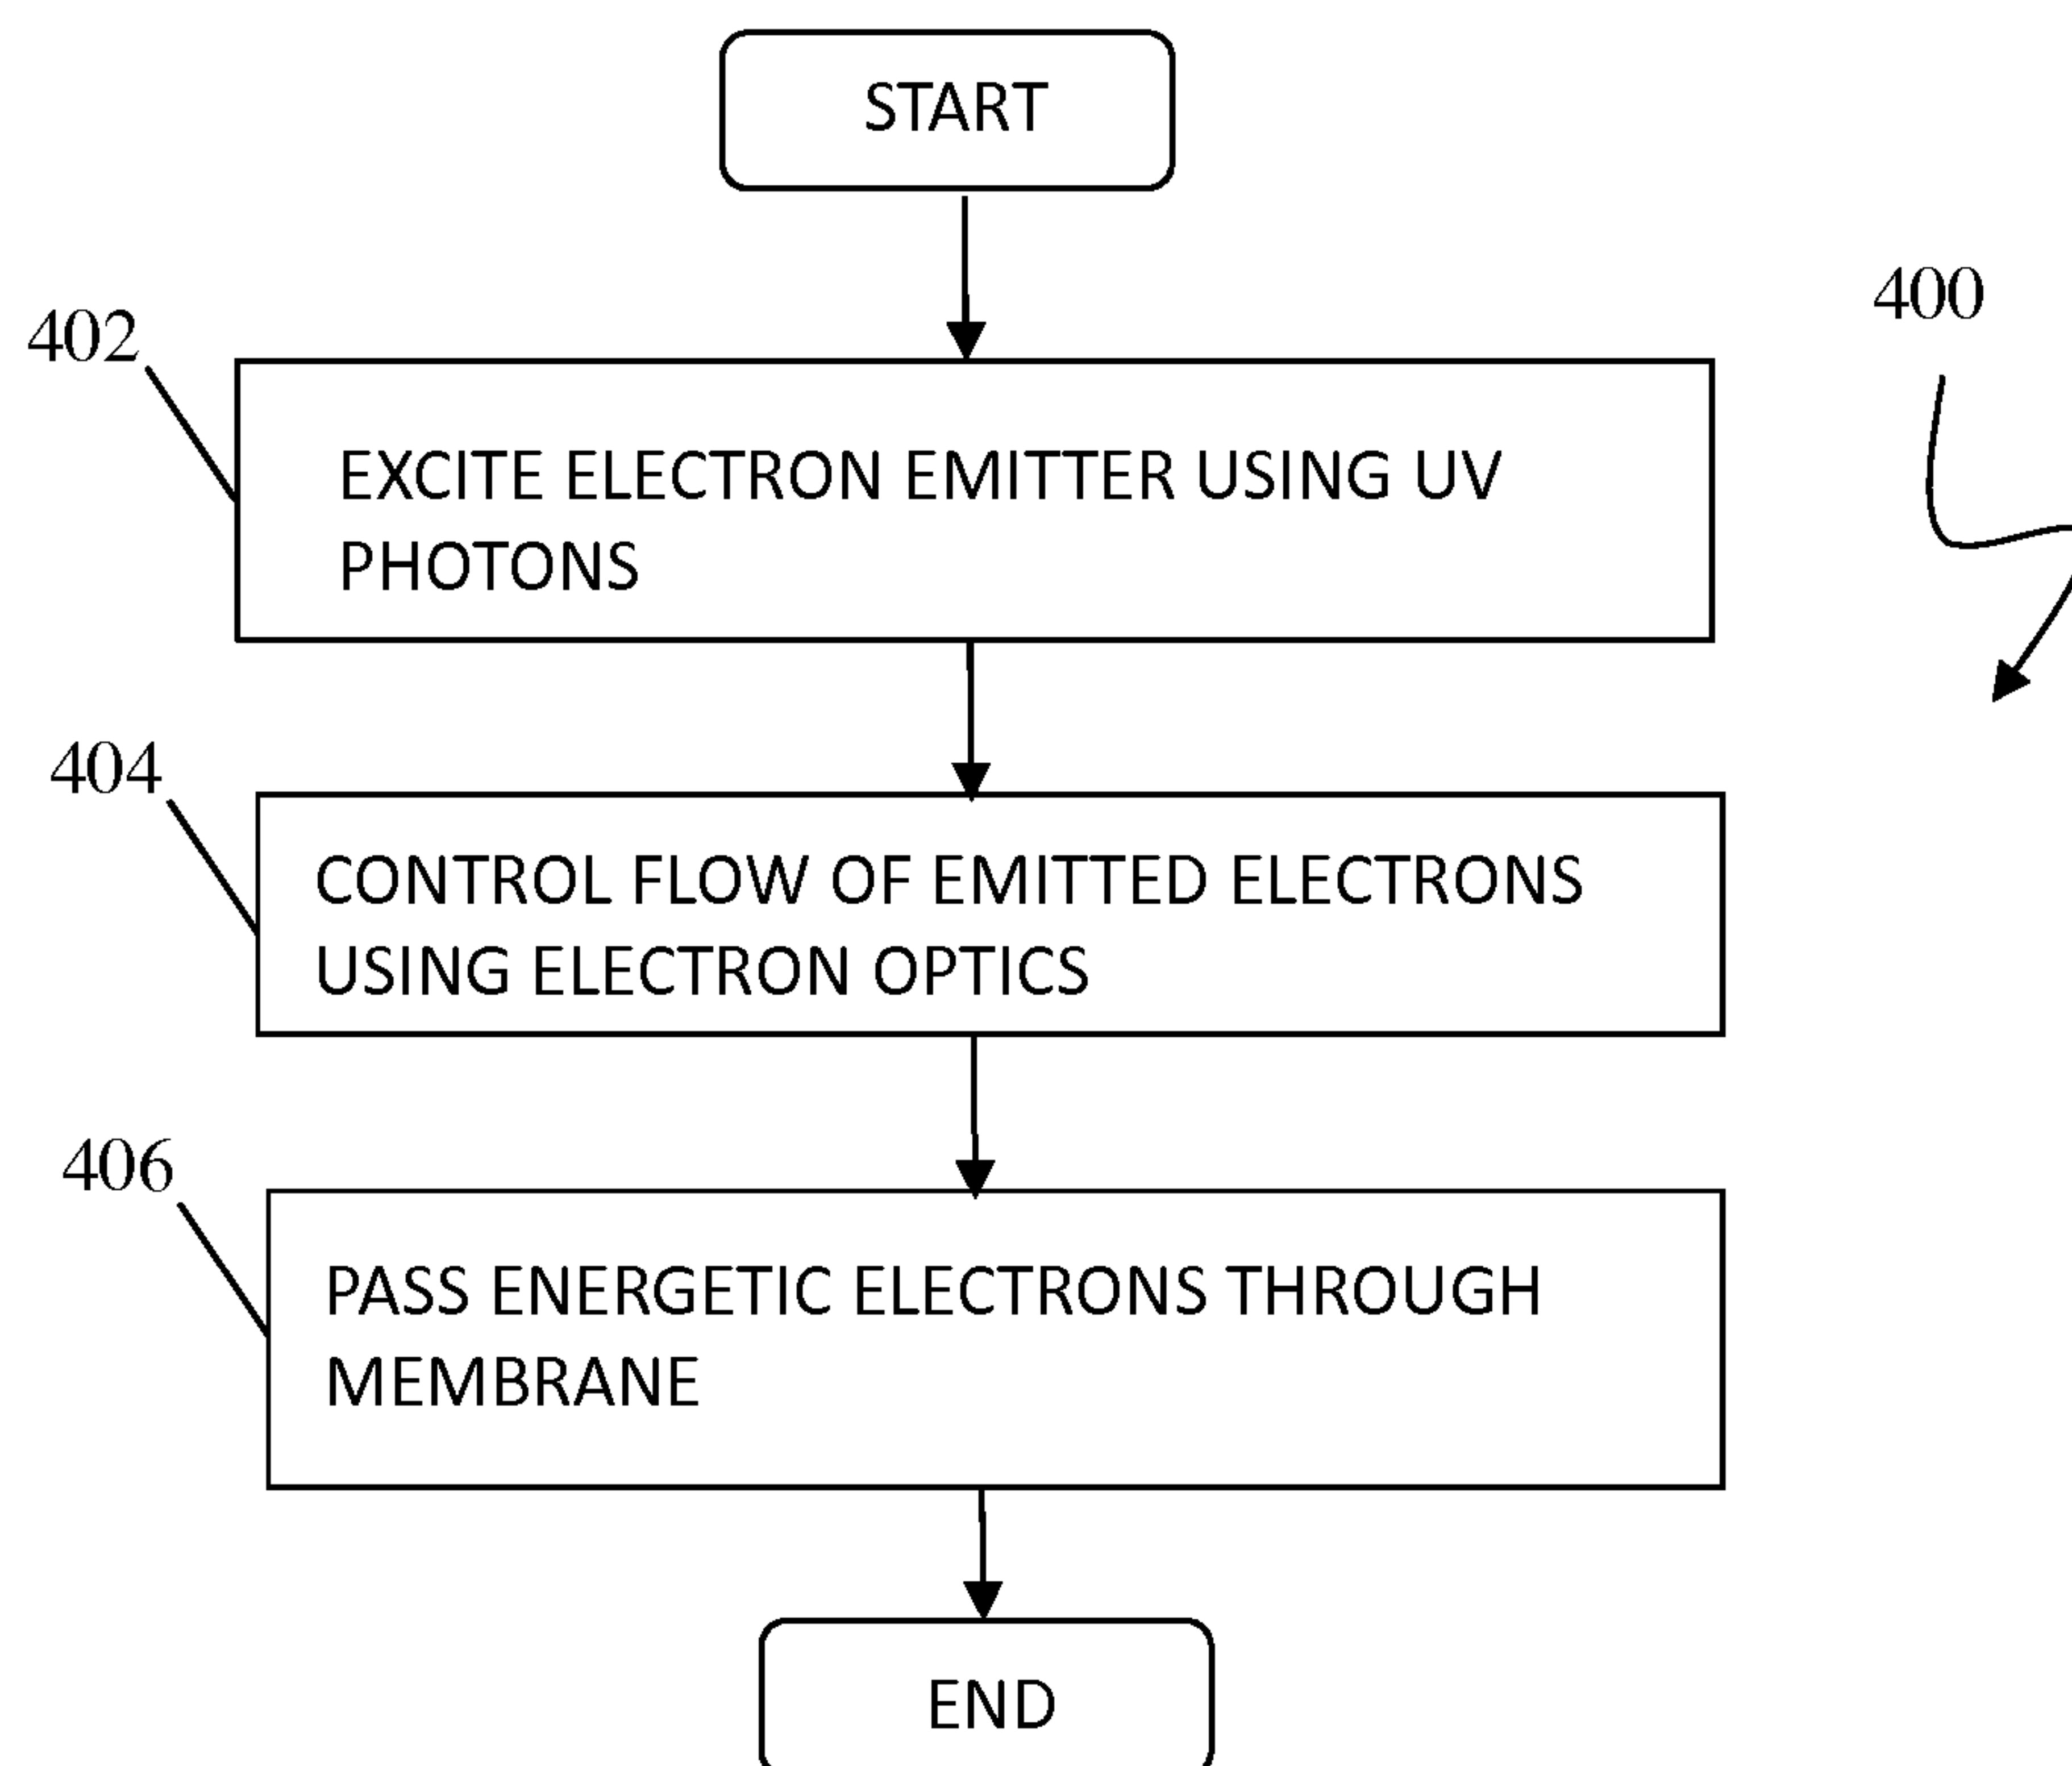 START
400
402
EXCITE ELECTRON EMITTER USING UV
PHOTONS
404
CONTROL FLOW OF EMITTED ELECTRONS
USING ELECTRON OPTICS
406
PASS ENERGETIC ELECTRONS THROUGH
MEMBRANE
END